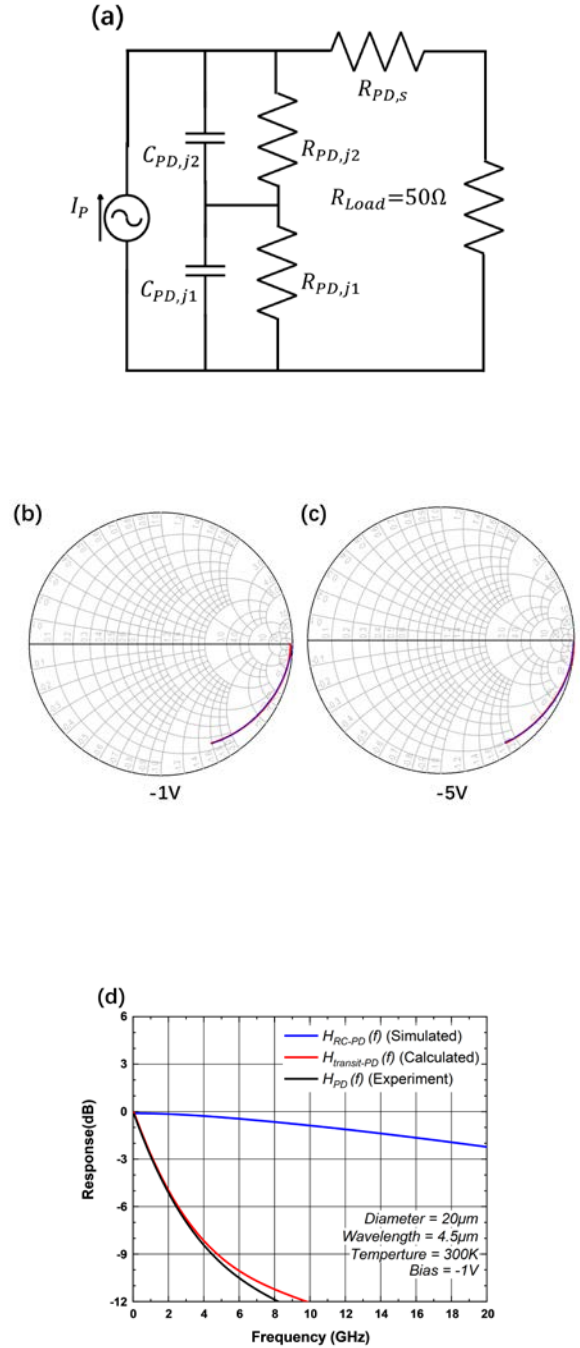 (a)
R_{PD,s}
C_{PD,j2}
R_{PD,j2}
R_{Load}=50Ω
I_P
C_{PD,j1}
R_{PD,j1}
(b)
(c)
-1V
-5V
(d)
6
3
0
-3
-6
-9
-12
Response(dB)
H_{RC-PD}(f) (Simulated)
H_{transit-PD}(f) (Calculated)
H_{PD}(f) (Experiment)
Diameter = 20μm
Wavelength = 4.5μm
Temperture = 300K
Bias = -1V
0 2 4 6 8 10 12 14 16 18 20
Frequency (GHz)